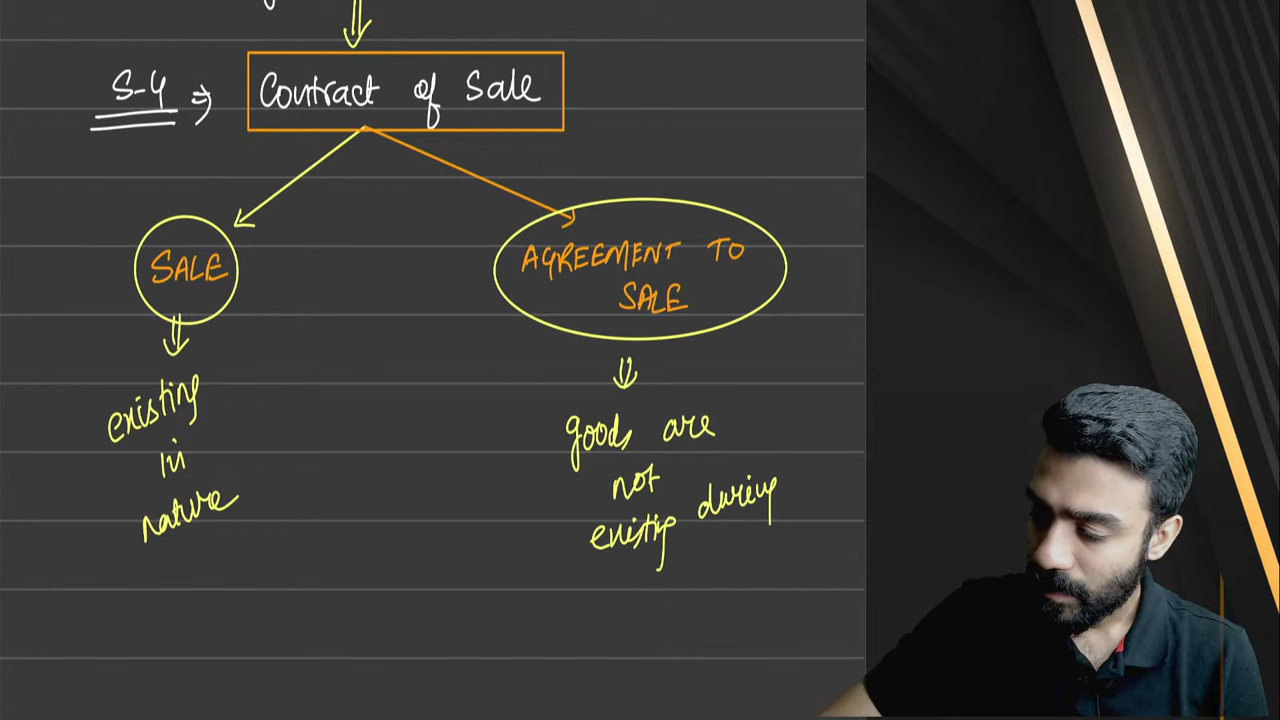 S-4 ⇒ Contract of Sale
SALE
AGREEMENT TO
SALE
existing
in
nature
goods are
not
existing during